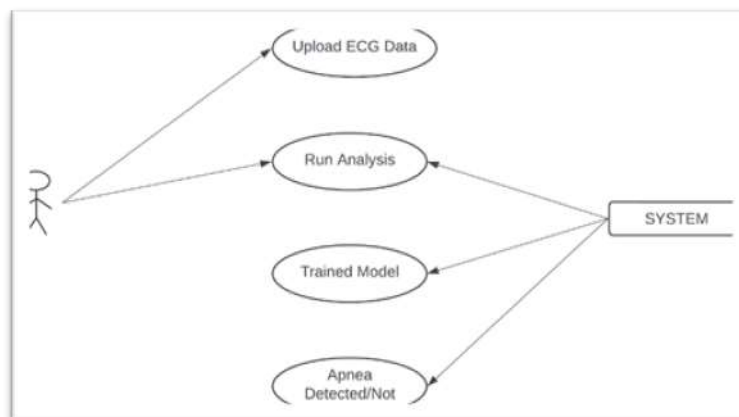 Upload ECG Data
Run Analysis
SYSTEM
Trained Model
Apnea
Detected/Not